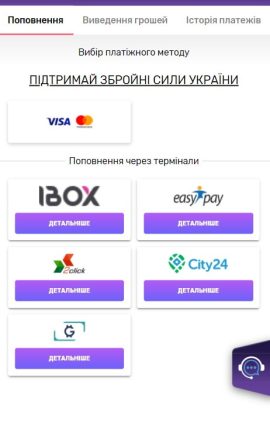 Поповнення Виведення грошей Історія платежів
Вибір платіжного методу
ПІДТРИМАЙ ЗБРОЙНІ СИЛИ УКРАЇНИ
VISA
Поповнення через термінали
IBOX easypay
ДЕТАЛЬНІШЕ ДЕТАЛЬНІШЕ
2click City24
ДЕТАЛЬНІШЕ ДЕТАЛЬНІШЕ
ДЕТАЛЬНІШЕ